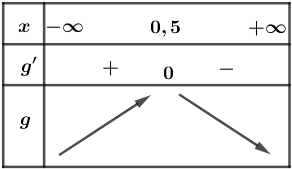 x −∞ 0,5 +∞
g′ + 0 −
g